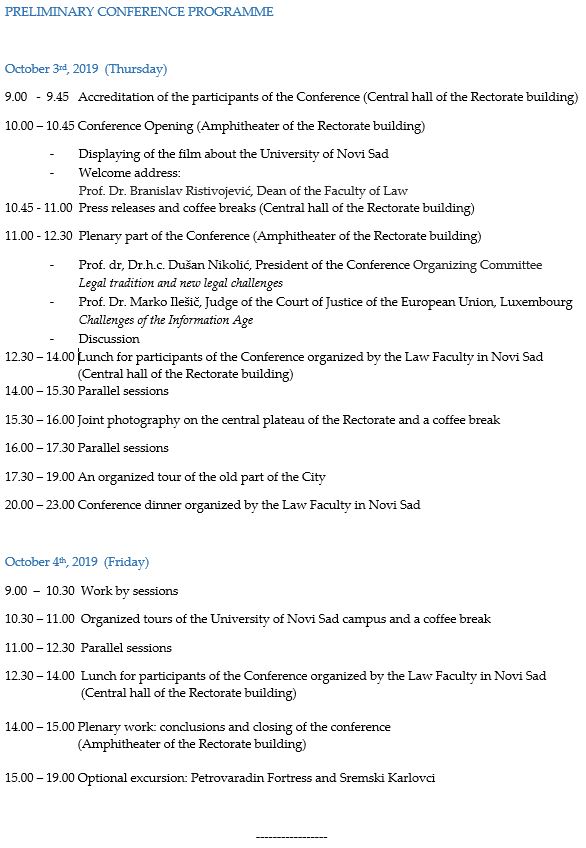 PRELIMINARY CONFERENCE PROGRAMME
October 3rd, 2019 (Thursday)
9.00 - 9.45 Accreditation of the participants of the Conference (Central hall of the Rectorate building)
10.00 – 10.45 Conference Opening (Amphitheater of the Rectorate building)
- Displaying of the film about the University of Novi Sad
- Welcome address:
Prof. Dr. Branislav Ristivojević, Dean of the Faculty of Law
10.45 - 11.00 Press releases and coffee breaks (Central hall of the Rectorate building)
11.00 - 12.30 Plenary part of the Conference (Amphitheater of the Rectorate building)
- Prof. dr, Dr.h.c. Dušan Nikolić, President of the Conference Organizing Committee
Legal tradition and new legal challenges
- Prof. Dr. Marko Ilešič, Judge of the Court of Justice of the European Union, Luxembourg
Challenges of the Information Age
- Discussion
12.30 – 14.00 Lunch for participants of the Conference organized by the Law Faculty in Novi Sad
(Central hall of the Rectorate building)
14.00 – 15.30 Parallel sessions
15.30 – 16.00 Joint photography on the central plateau of the Rectorate and a coffee break
16.00 – 17.30 Parallel sessions
17.30 – 19.00 An organized tour of the old part of the City
20.00 – 23.00 Conference dinner organized by the Law Faculty in Novi Sad
October 4th, 2019 (Friday)
9.00 – 10.30 Work by sessions
10.30 – 11.00 Organized tours of the University of Novi Sad campus and a coffee break
11.00 – 12.30 Parallel sessions
12.30 – 14.00 Lunch for participants of the Conference organized by the Law Faculty in Novi Sad
(Central hall of the Rectorate building)
14.00 – 15.00 Plenary work: conclusions and closing of the conference
(Amphitheater of the Rectorate building)
15.00 – 19.00 Optional excursion: Petrovaradin Fortress and Sremski Karlovci
-----------------